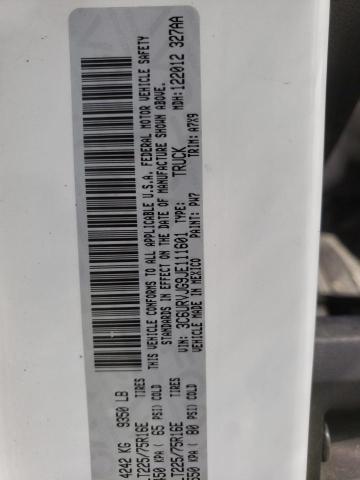 4242 KG 9350 LB
LT225/75R16E TIRES
450 KPA ( 65 PSI) COLD
LT225/75R16E TIRES
550 KPA ( 80 PSI) COLD
THIS VEHICLE CONFORMS TO ALL APPLICABLE U.S.A. FEDERAL MOTOR VEHICLE SAFETY
STANDARDS IN EFFECT ON THE DATE OF MANUFACTURE SHOWN ABOVE.
VIN: 3C6URVJG9JE111601 TYPE: TRUCK MDH: 122012 327AA
VEHICLE MADE IN MEXICO PAINT: PW7 TRIM: A7X9